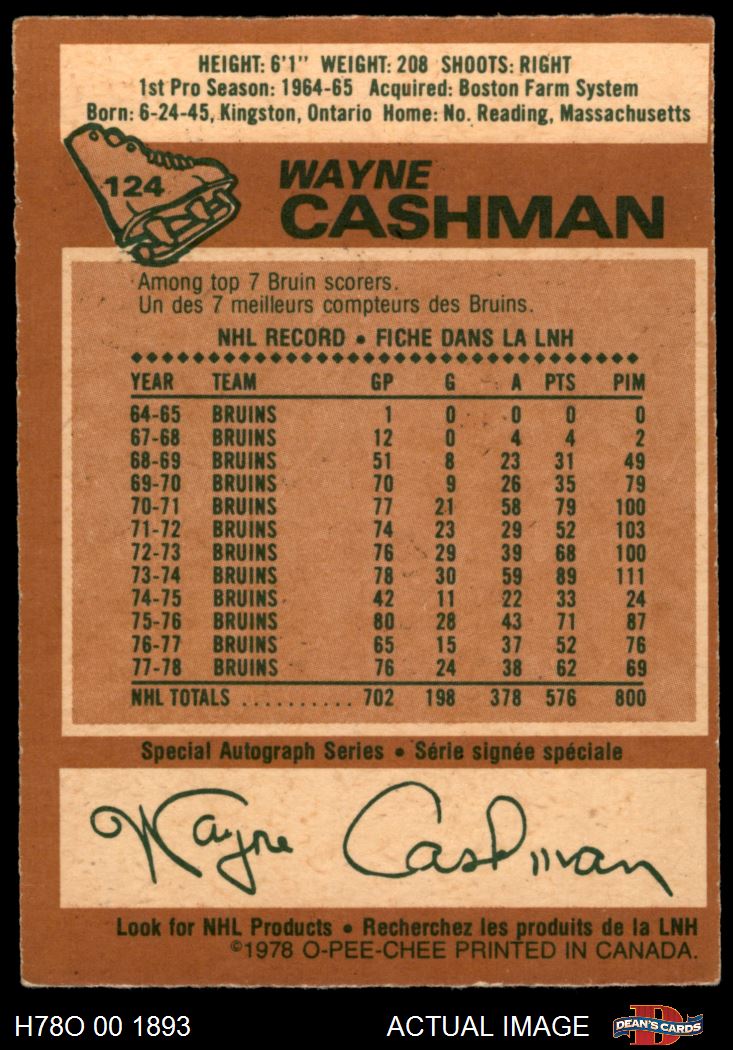 HEIGHT: 6'1" WEIGHT: 208 SHOOTS: RIGHT
1st Pro Season: 1964-65 Acquired: Boston Farm System
Born: 6-24-45, Kingston, Ontario Home: No. Reading, Massachusetts
124
WAYNE
CASHMAN
Among top 7 Bruin scorers.
Un des 7 meilleurs compteurs des Bruins.
NHL RECORD • FICHE DANS LA LNH
YEAR TEAM GP G A PTS PIM
64-65 BRUINS 1 0 0 0 0
67-68 BRUINS 12 0 4 4 2
68-69 BRUINS 51 8 23 31 49
69-70 BRUINS 70 9 26 35 79
70-71 BRUINS 77 21 58 79 100
71-72 BRUINS 74 23 29 52 103
72-73 BRUINS 76 29 39 68 100
73-74 BRUINS 78 30 59 89 111
74-75 BRUINS 42 11 22 33 24
75-76 BRUINS 80 28 43 71 87
76-77 BRUINS 65 15 37 52 76
77-78 BRUINS 76 24 38 62 69
NHL TOTALS .......... 702 198 378 576 800
Special Autograph Series • Série signée spéciale
Wayne Cashman
Look for NHL Products • Recherchez les produits de la LNH
©1978 O-PEE-CHEE PRINTED IN CANADA.
H78O 00 1893 ACTUAL IMAGE D DEAN'S CARDS